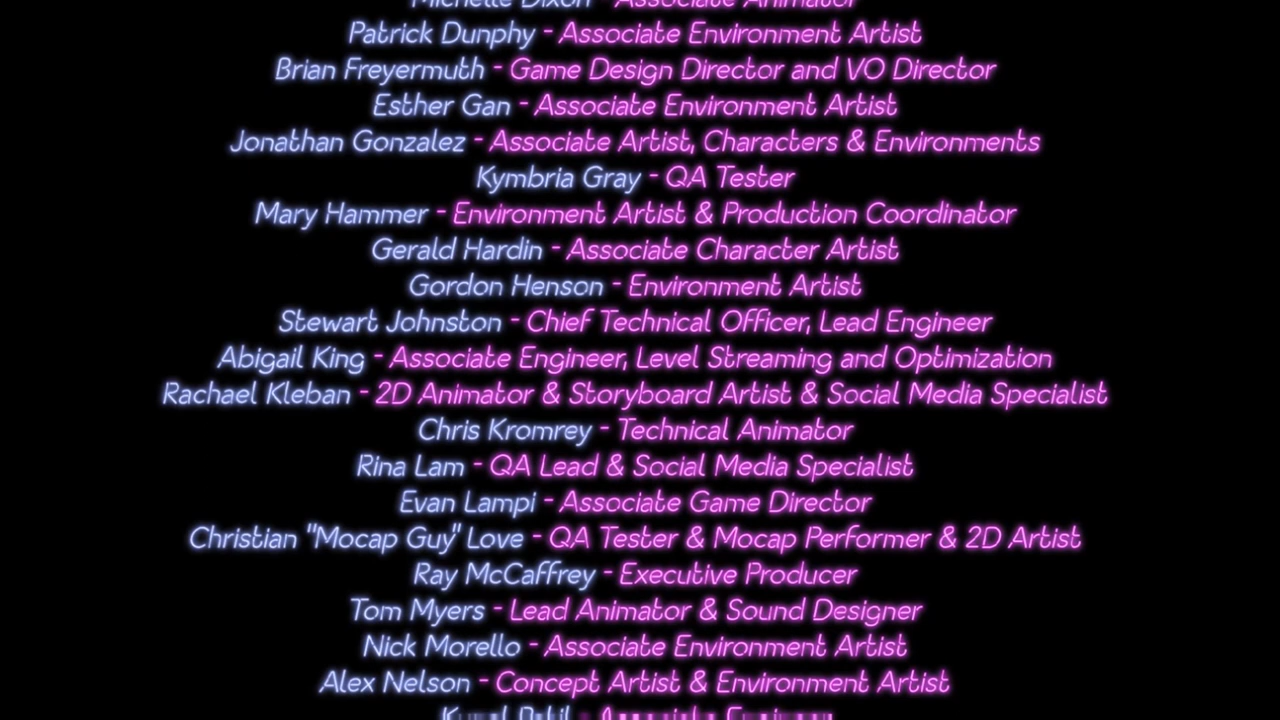 Michelle Dixon - Associate Animator
Patrick Dunphy - Associate Environment Artist
Brian Freyermuth - Game Design Director and VO Director
Esther Gan - Associate Environment Artist
Jonathan Gonzalez - Associate Artist, Characters & Environments
Kymbria Gray - QA Tester
Mary Hammer - Environment Artist & Production Coordinator
Gerald Hardin - Associate Character Artist
Gordon Henson - Environment Artist
Stewart Johnston - Chief Technical Officer, Lead Engineer
Abigail King - Associate Engineer, Level Streaming and Optimization
Rachael Kleban - 2D Animator & Storyboard Artist & Social Media Specialist
Chris Kromrey - Technical Animator
Rina Lam - QA Lead & Social Media Specialist
Evan Lampi - Associate Game Director
Christian "Mocap Guy" Love - QA Tester & Mocap Performer & 2D Artist
Ray McCaffrey - Executive Producer
Tom Myers - Lead Animator & Sound Designer
Nick Morello - Associate Environment Artist
Alex Nelson - Concept Artist & Environment Artist
- Associate Engineer